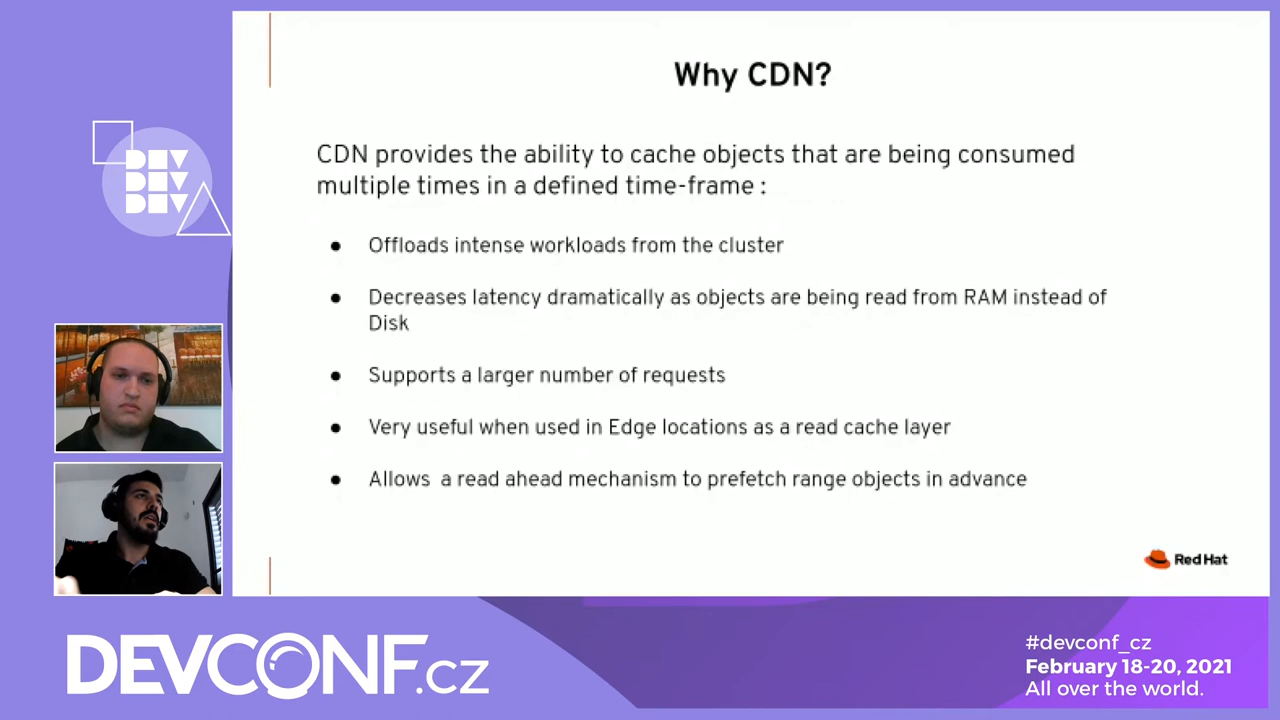 Why CDN?
CDN provides the ability to cache objects that are being consumed
multiple times in a defined time-frame :
● Offloads intense workloads from the cluster
● Decreases latency dramatically as objects are being read from RAM instead of
Disk
● Supports a larger number of requests
● Very useful when used in Edge locations as a read cache layer
● Allows  a read ahead mechanism to prefetch range objects in advance
Red Hat
DEV
DEV
DEV
DEVCONF.cz
#devconf_cz
February 18-20, 2021
All over the world.